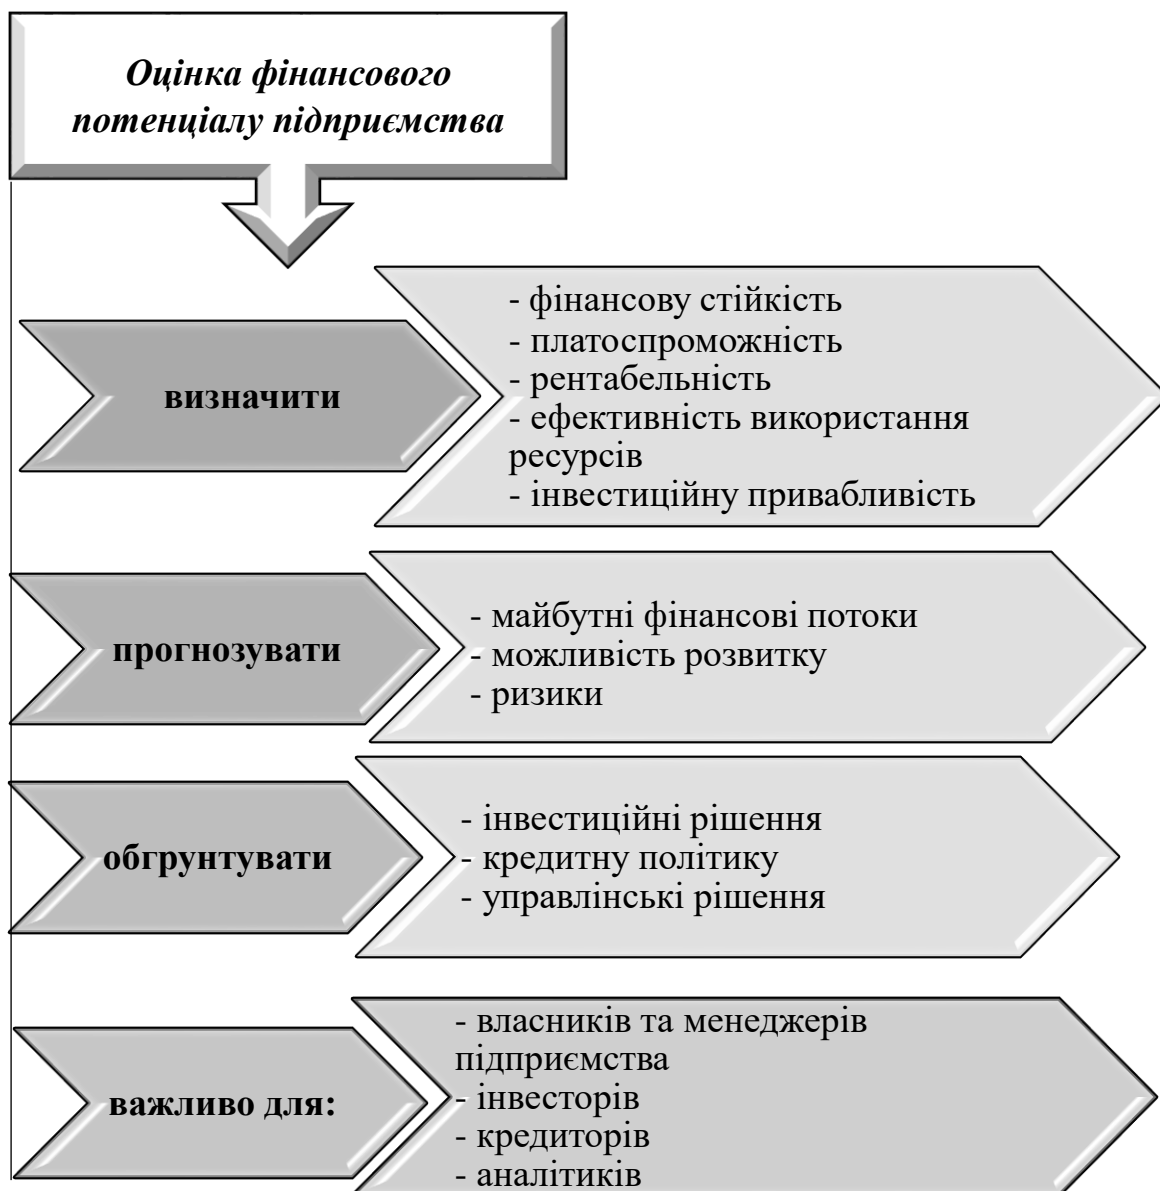 Оцінка фінансового
потенціалу підприємства
визначити
- фінансову стійкість
- платоспроможність
- рентабельність
- ефективність використання
ресурсів
- інвестиційну привабливість
прогнозувати
- майбутні фінансові потоки
- можливість розвитку
- ризики
обгрунтувати
- інвестиційні рішення
- кредитну політику
- управлінські рішення
важливо для:
- власників та менеджерів
підприємства
- інвесторів
- кредиторів
- аналітиків